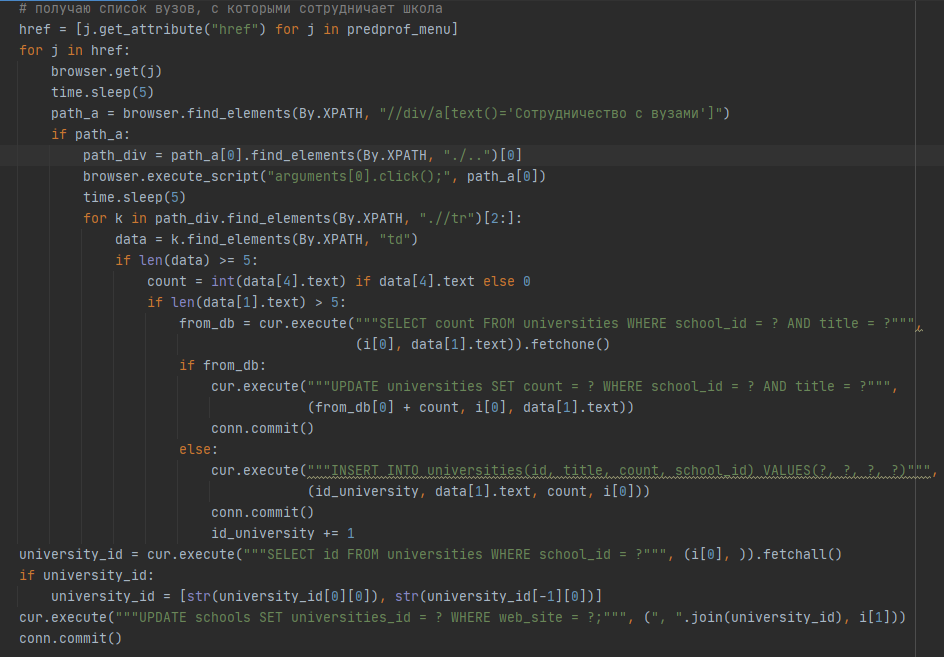 # получаю список вузов, с которыми сотрудничает школа
href = [j.get_attribute("href") for j in predprof_menu]
for j in href:
    browser.get(j)
    time.sleep(5)
    path_a = browser.find_elements(By.XPATH, "//div/a[text()='Сотрудничество с вузами']")
    if path_a:
        path_div = path_a[0].find_elements(By.XPATH, "./..")[0]
        browser.execute_script("arguments[0].click();", path_a[0])
        time.sleep(5)
        for k in path_div.find_elements(By.XPATH, ".//tr")[2:]:
            data = k.find_elements(By.XPATH, "td")
            if len(data) >= 5:
                count = int(data[4].text) if data[4].text else 0
                if len(data[1].text) > 5:
                    from_db = cur.execute("""SELECT count FROM universities WHERE school_id = ? AND title = ?""",
                                          (i[0], data[1].text)).fetchone()
                    if from_db:
                        cur.execute("""UPDATE universities SET count = ? WHERE school_id = ? AND title = ?""",
                                    (from_db[0] + count, i[0], data[1].text))
                        conn.commit()
                    else:
                        cur.execute("""INSERT INTO universities(id, title, count, school_id) VALUES(?, ?, ?, ?)""",
                                    (id_university, data[1].text, count, i[0]))
                        conn.commit()
                        id_university += 1
university_id = cur.execute("""SELECT id FROM universities WHERE school_id = ?""", (i[0], )).fetchall()
if university_id:
    university_id = [str(university_id[0][0]), str(university_id[-1][0])]
cur.execute("""UPDATE schools SET universities_id = ? WHERE web_site = ?;""", (", ".join(university_id), i[1]))
conn.commit()